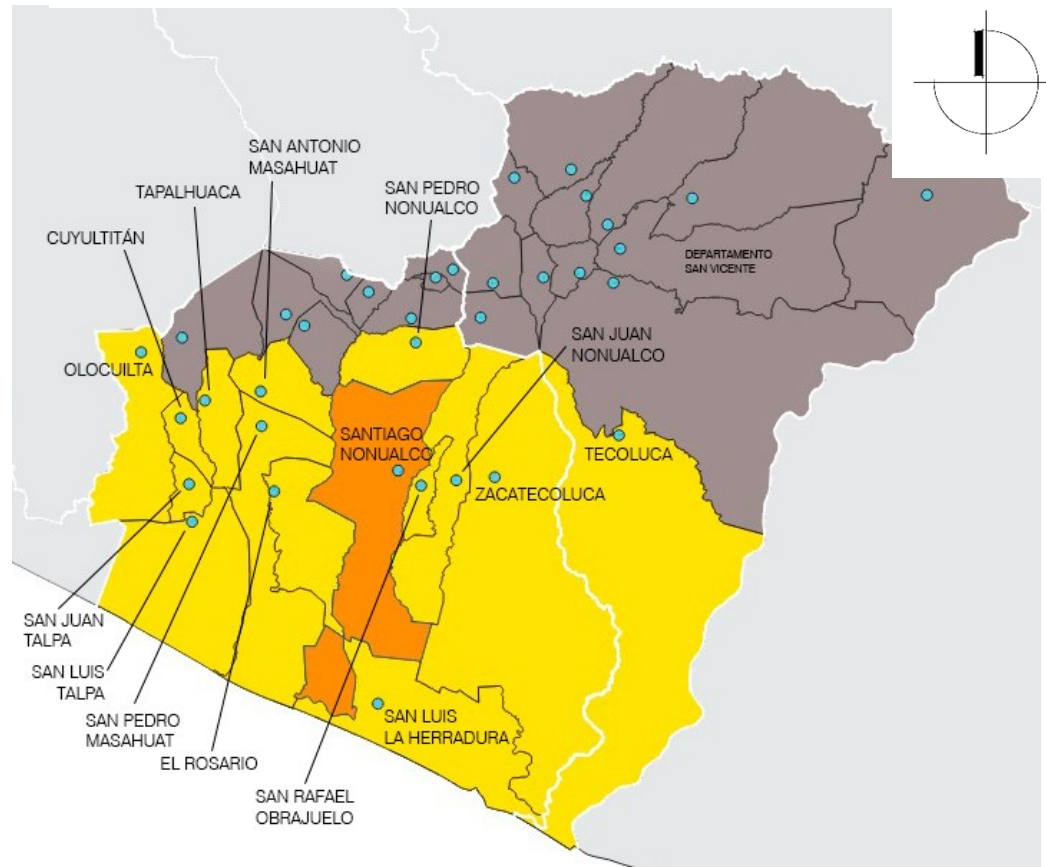 SAN ANTONIO
MASAHUAT
TAPALHUACA
SAN PEDRO
NONUALCO
CUYULTITÁN
DEPARTAMENTO
SAN VICENTE
SAN JUAN
NONUALCO
OLOCUILTA
SANTIAGO
NONUALCO
TECOLUCA
ZACATECOLUCA
SAN JUAN
TALPA
SAN LUIS
TALPA
SAN PEDRO
MASAHUAT
SAN LUIS
LA HERRADURA
EL ROSARIO
SAN RAFAEL
OBRAJUELO